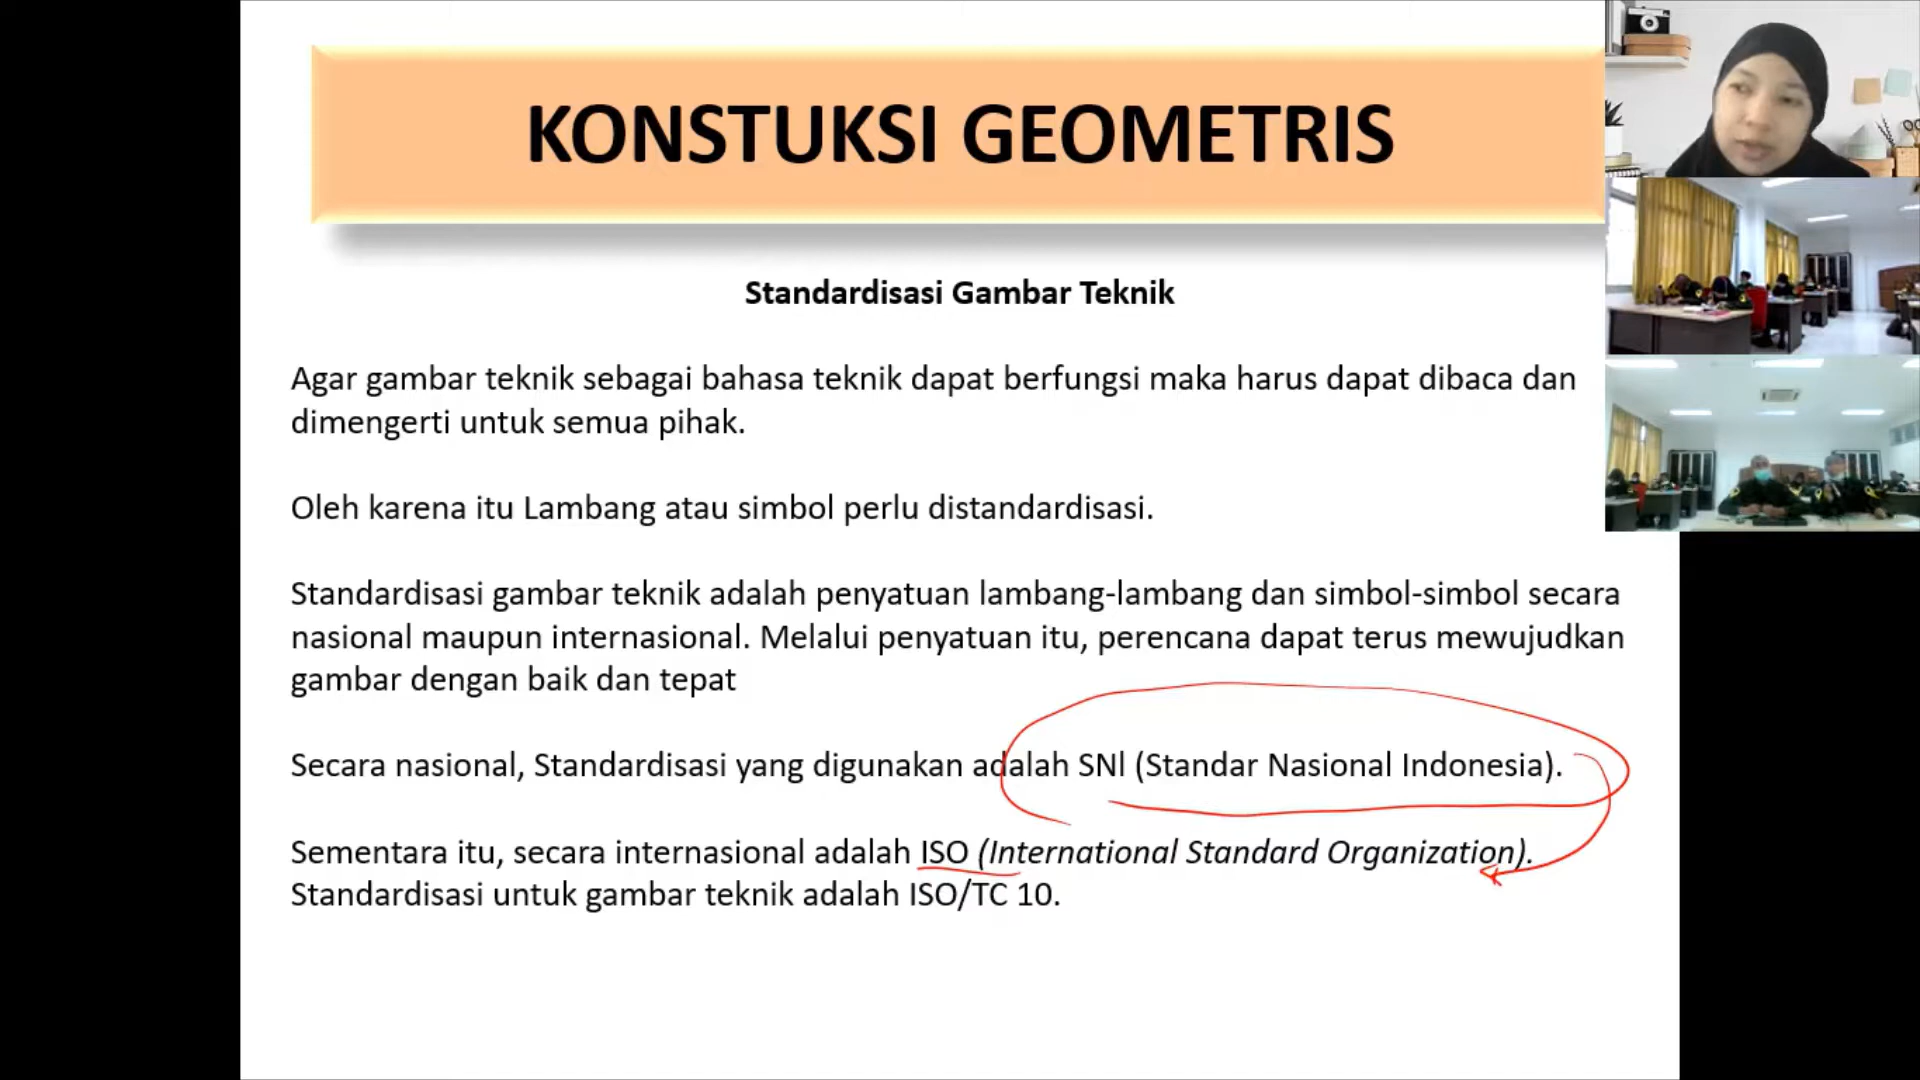 KONSTUKSI GEOMETRIS
Standardisasi Gambar Teknik
Agar gambar teknik sebagai bahasa teknik dapat berfungsi maka harus dapat dibaca dan
dimengerti untuk semua pihak.
Oleh karena itu Lambang atau simbol perlu distandardisasi.
Standardisasi gambar teknik adalah penyatuan lambang-lambang dan simbol-simbol secara
nasional maupun internasional. Melalui penyatuan itu, perencana dapat terus mewujudkan
gambar dengan baik dan tepat
Secara nasional, Standardisasi yang digunakan adalah SNl (Standar Nasional Indonesia).
Sementara itu, secara internasional adalah ISO (International Standard Organization).
Standardisasi untuk gambar teknik adalah ISO/TC 10.